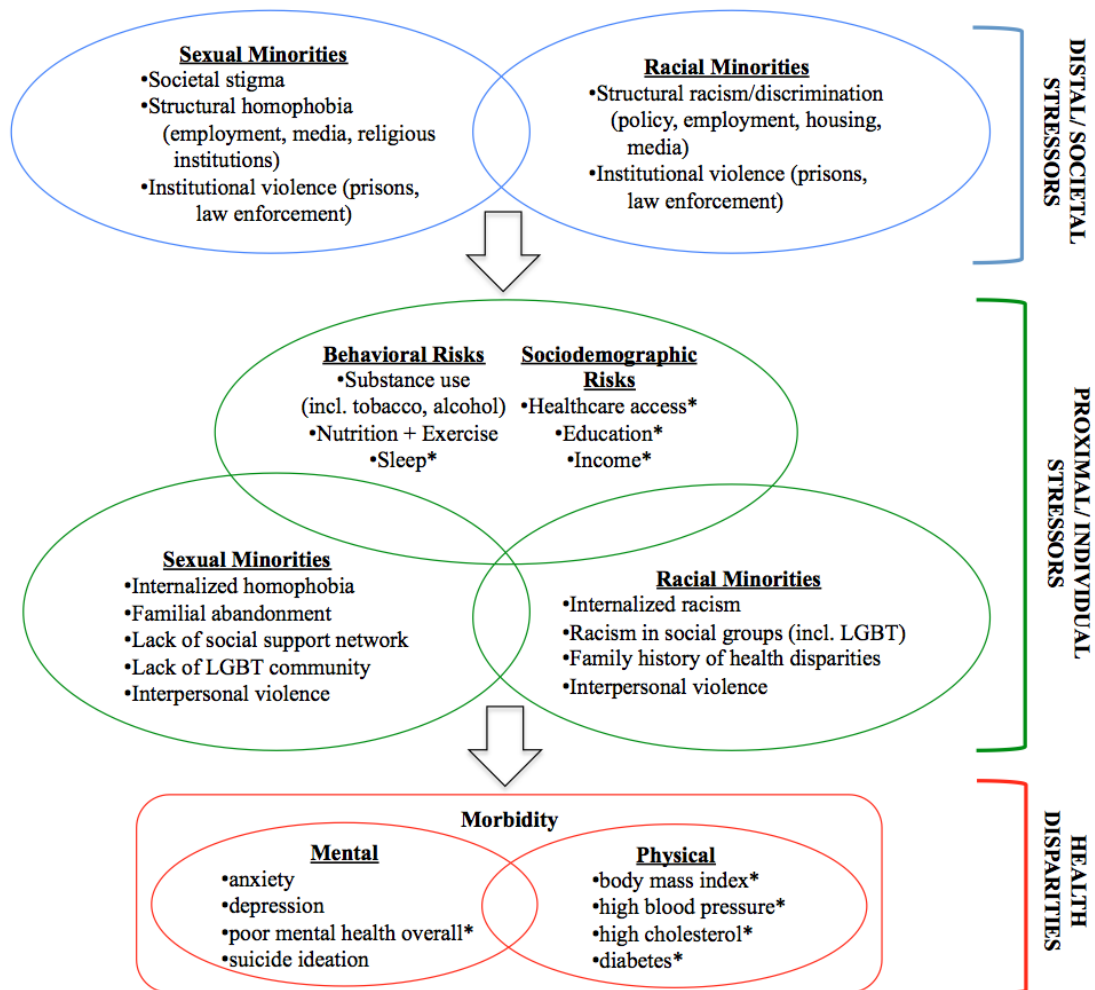 Sexual Minorities
•Societal stigma
•Structural homophobia
(employment, media, religious
institutions)
•Institutional violence (prisons,
law enforcement)
Racial Minorities
•Structural racism/discrimination
(policy, employment, housing,
media)
•Institutional violence (prisons,
law enforcement)
DISTAL/ SOCIETAL
STRESSORS
Behavioral Risks
•Substance use
(incl. tobacco, alcohol)
•Nutrition + Exercise
•Sleep*
Sociodemographic
Risks
•Healthcare access*
•Education*
•Income*
Sexual Minorities
•Internalized homophobia
•Familial abandonment
•Lack of social support network
•Lack of LGBT community
•Interpersonal violence
Racial Minorities
•Internalized racism
•Racism in social groups (incl. LGBT)
•Family history of health disparities
•Interpersonal violence
PROXIMAL/ INDIVIDUAL
STRESSORS
Morbidity
Mental
•anxiety
•depression
•poor mental health overall*
•suicide ideation
Physical
•body mass index*
•high blood pressure*
•high cholesterol*
•diabetes*
HEALTH
DISPARITIES